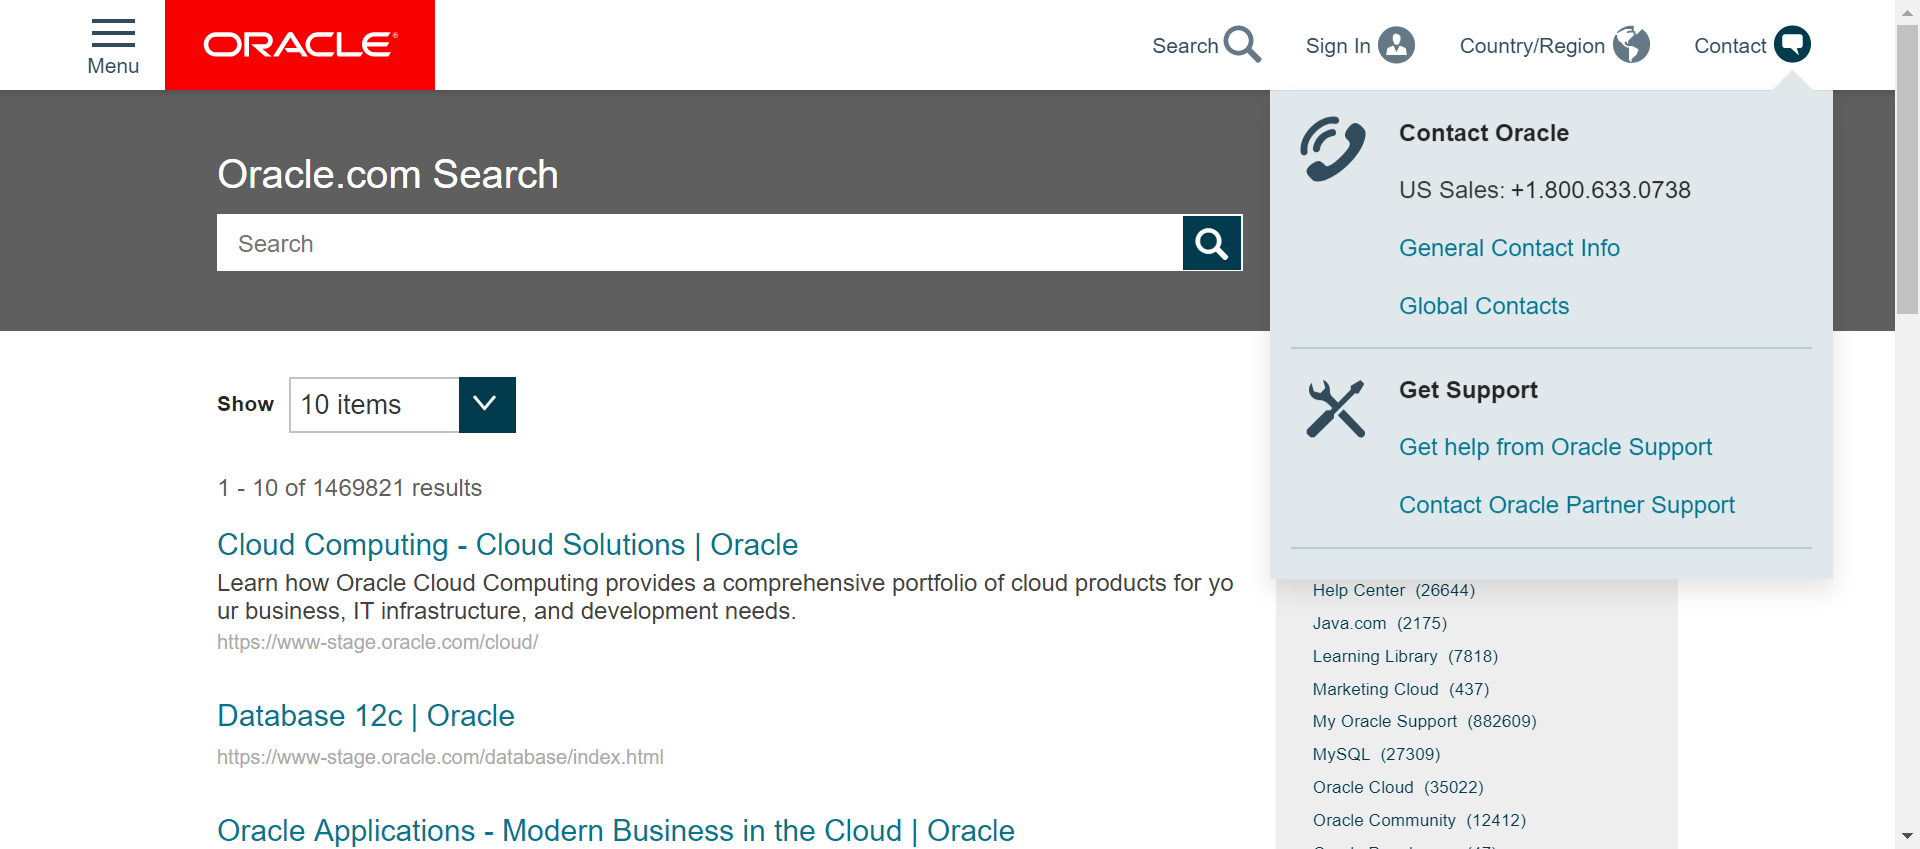 Menu
ORACLE®
Search
Sign In
Country/Region
Contact
Oracle.com Search
Search
Contact Oracle
US Sales: +1.800.633.0738
General Contact Info
Global Contacts
Get Support
Get help from Oracle Support
Contact Oracle Partner Support
Show
10 items
1 - 10 of 1469821 results
Cloud Computing - Cloud Solutions | Oracle
Learn how Oracle Cloud Computing provides a comprehensive portfolio of cloud products for yo
ur business, IT infrastructure, and development needs.
https://www-stage.oracle.com/cloud/
Database 12c | Oracle
https://www-stage.oracle.com/database/index.html
Oracle Applications - Modern Business in the Cloud | Oracle
Help Center (26644)
Java.com (2175)
Learning Library (7818)
Marketing Cloud (437)
My Oracle Support (882609)
MySQL (27309)
Oracle Cloud (35022)
Oracle Community (12412)